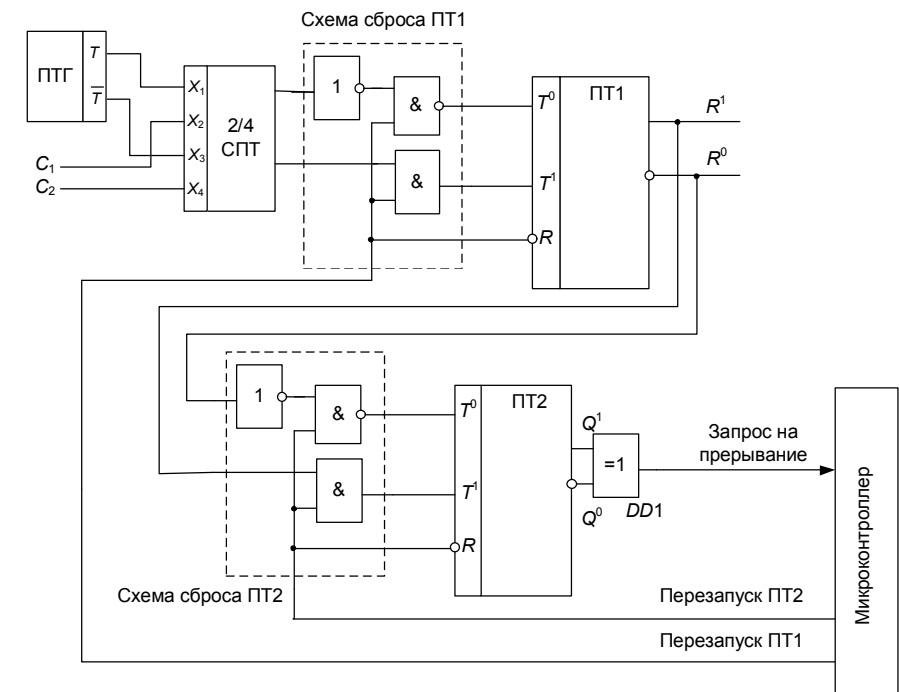 Схема сброса ПТ1
ПТГ
T
T̅
C₁
C₂
X₁
X₂
X₃
X₄
2/4
СПТ
1
&
&
T⁰
T¹
R
ПТ1
R¹
R⁰
1
&
&
T⁰
T¹
R
ПТ2
Q¹
Q⁰
=1
DD1
Запрос на
прерывание
Микроконтроллер
Схема сброса ПТ2
Перезапуск ПТ2
Перезапуск ПТ1